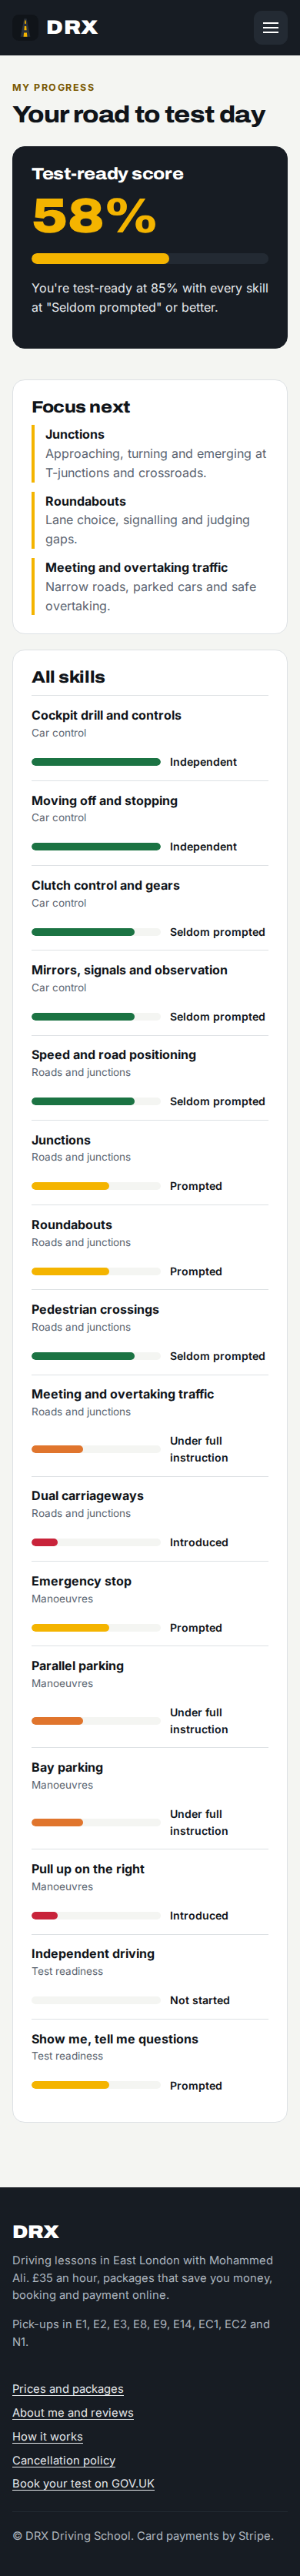 DRX
MY PROGRESS
Your road to test day
Test-ready score
58%
You're test-ready at 85% with every skill
at "Seldom prompted" or better.
Focus next
Junctions
Approaching, turning and emerging at
T-junctions and crossroads.
Roundabouts
Lane choice, signalling and judging
gaps.
Meeting and overtaking traffic
Narrow roads, parked cars and safe
overtaking.
All skills
Cockpit drill and controls
Car control
Independent
Moving off and stopping
Car control
Independent
Clutch control and gears
Car control
Seldom prompted
Mirrors, signals and observation
Car control
Seldom prompted
Speed and road positioning
Roads and junctions
Seldom prompted
Junctions
Roads and junctions
Prompted
Roundabouts
Roads and junctions
Prompted
Pedestrian crossings
Roads and junctions
Seldom prompted
Meeting and overtaking traffic
Roads and junctions
Under full
instruction
Dual carriageways
Roads and junctions
Introduced
Emergency stop
Manoeuvres
Prompted
Parallel parking
Manoeuvres
Under full
instruction
Bay parking
Manoeuvres
Under full
instruction
Pull up on the right
Manoeuvres
Introduced
Independent driving
Test readiness
Not started
Show me, tell me questions
Test readiness
Prompted
DRX
Driving lessons in East London with Mohammed
Ali. £35 an hour, packages that save you money,
booking and payment online.
Pick-ups in E1, E2, E3, E8, E9, E14, EC1, EC2 and
N1.
Prices and packages
About me and reviews
How it works
Cancellation policy
Book your test on GOV.UK
© DRX Driving School. Card payments by Stripe.